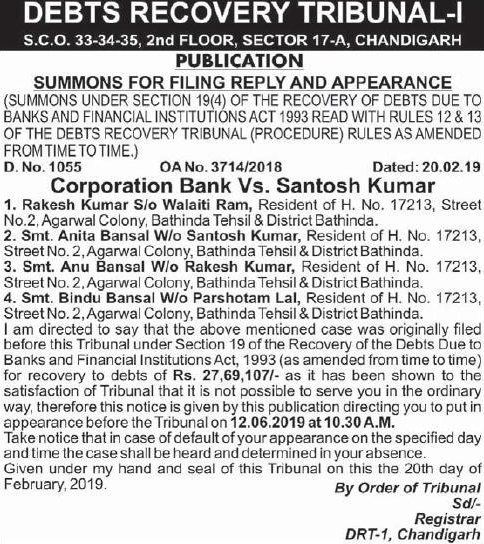 DEBTS RECOVERY TRIBUNAL-I
S.C.O. 33-34-35, 2nd FLOOR, SECTOR 17-A, CHANDIGARH
PUBLICATION
SUMMONS FOR FILING REPLY AND APPEARANCE
(SUMMONS UNDER SECTION 19(4) OF THE RECOVERY OF DEBTS DUE TO
BANKS AND FINANCIAL INSTITUTIONS ACT 1993 READ WITH RULES 12 & 13
OF THE DEBTS RECOVERY TRIBUNAL (PROCEDURE) RULES AS AMENDED
FROM TIME TO TIME.)
D. No. 1055 OA No. 3714/2018 Dated: 20.02.19
Corporation Bank Vs. Santosh Kumar
1. Rakesh Kumar S/o Walaiti Ram, Resident of H. No. 17213, Street
No.2, Agarwal Colony, Bathinda Tehsil & District Bathinda.
2. Smt. Anita Bansal W/o Santosh Kumar, Resident of H. No. 17213,
Street No. 2, Agarwal Colony, Bathinda Tehsil & District Bathinda.
3. Smt. Anu Bansal W/o Rakesh Kumar, Resident of H. No. 17213,
Street No. 2, Agarwal Colony, Bathinda Tehsil & District Bathinda.
4. Smt. Bindu Bansal W/o Parshotam Lal, Resident of H. No. 17213,
Street No. 2, Agarwal Colony, Bathinda Tehsil & District Bathinda.
I am directed to say that the above mentioned case was originally filed
before this Tribunal under Section 19 of the Recovery of the Debts Due to
Banks and Financial Institutions Act, 1993 (as amended from time to time)
for recovery to debts of Rs. 27,69,107/- as it has been shown to the
satisfaction of Tribunal that it is not possible to serve you in the ordinary
way, therefore this notice is given by this publication directing you to put in
appearance before the Tribunal on 12.06.2019 at 10.30 A.M.
Take notice that in case of default of your appearance on the specified day
and time the case shall be heard and determined in your absence.
Given under my hand and seal of this Tribunal on this the 20th day of
February, 2019.
By Order of Tribunal
Sd/-
Registrar
DRT-1, Chandigarh